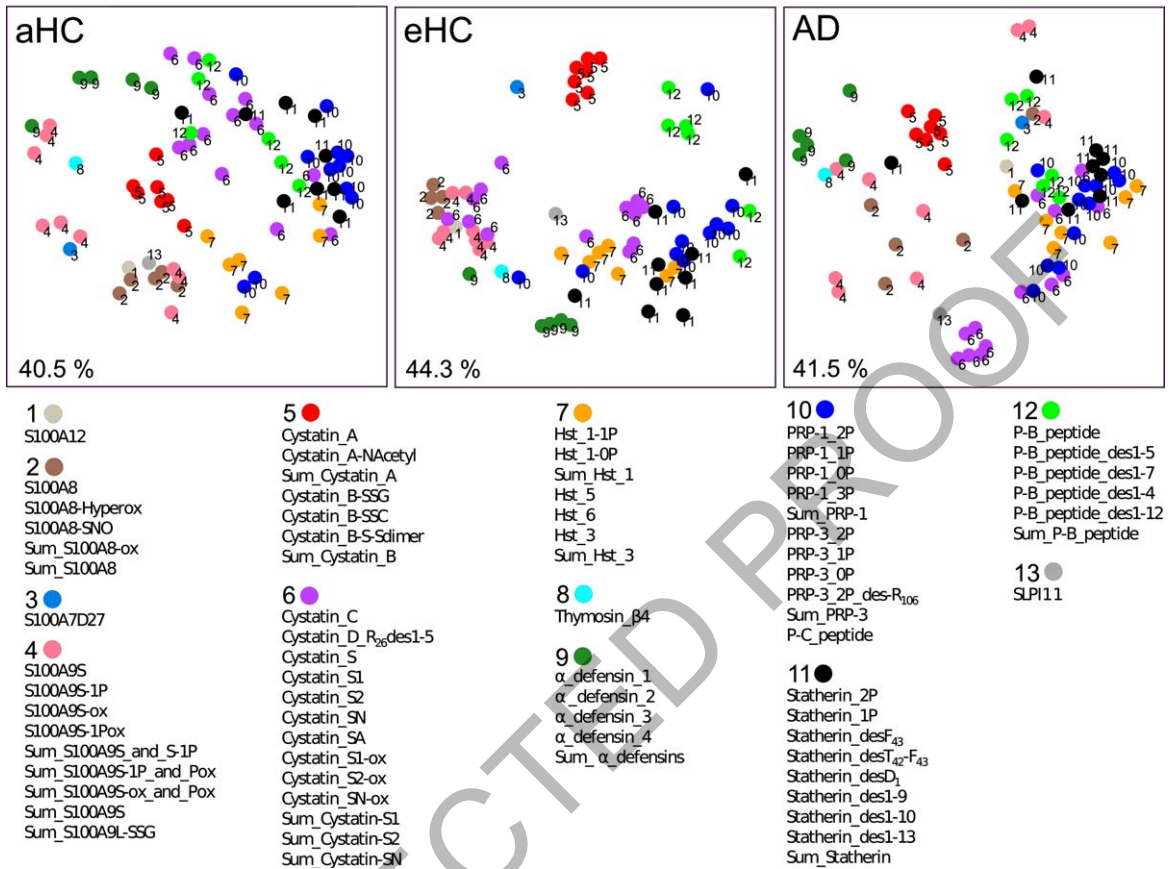 aHC
40.5 %
eHC
44.3 %
AD
41.5 %
1
S100A12
2
S100A8
S100A8-Hyperox
S100A8-SNO
Sum_S100A8-ox
Sum_S100A8
3
S100A7D27
4
S100A9S
S100A9S-1P
S100A9S-ox
S100A9S-1Pox
Sum_S100A9S_and_S-1P
Sum_S100A9S-1P_and_Pox
Sum_S100A9S-ox_and_Pox
Sum_S100A9S
Sum_S100A9L-SSG
5
Cystatin_A
Cystatin_A-NAcetyl
Sum_Cystatin_A
Cystatin_B-SSG
Cystatin_B-SSC
Cystatin_B-S-Sdimer
Sum_Cystatin_B
6
Cystatin_C
Cystatin_D_R26des1-5
Cystatin_S
Cystatin_S1
Cystatin_S2
Cystatin_SN
Cystatin_SA
Cystatin_S1-ox
Cystatin_S2-ox
Cystatin_SN-ox
Sum_Cystatin-S1
Sum_Cystatin-S2
Sum_Cystatin-SN
7
Hst_1-1P
Hst_1-0P
Sum_Hst_1
Hst_5
Hst_6
Hst_3
Sum_Hst_3
8
Thymosin_β4
9
α_defensin_1
α_defensin_2
α_defensin_3
α_defensin_4
Sum_α_defensins
10
PRP-1_2P
PRP-1_1P
PRP-1_0P
PRP-1_3P
Sum_PRP-1
PRP-3_2P
PRP-3_1P
PRP-3_0P
PRP-3_2P_des-R106
Sum_PRP-3
P-C_peptide
11
Statherin_2P
Statherin_1P
Statherin_desF43
Statherin_desT42-F43
Statherin_desD1
Statherin_des1-9
Statherin_des1-10
Statherin_des1-13
Sum_Statherin
12
P-B_peptide
P-B_peptide_des1-5
P-B_peptide_des1-7
P-B_peptide_des1-4
P-B_peptide_des1-12
Sum_P-B_peptide
13
SLPI11
CTED PROOF